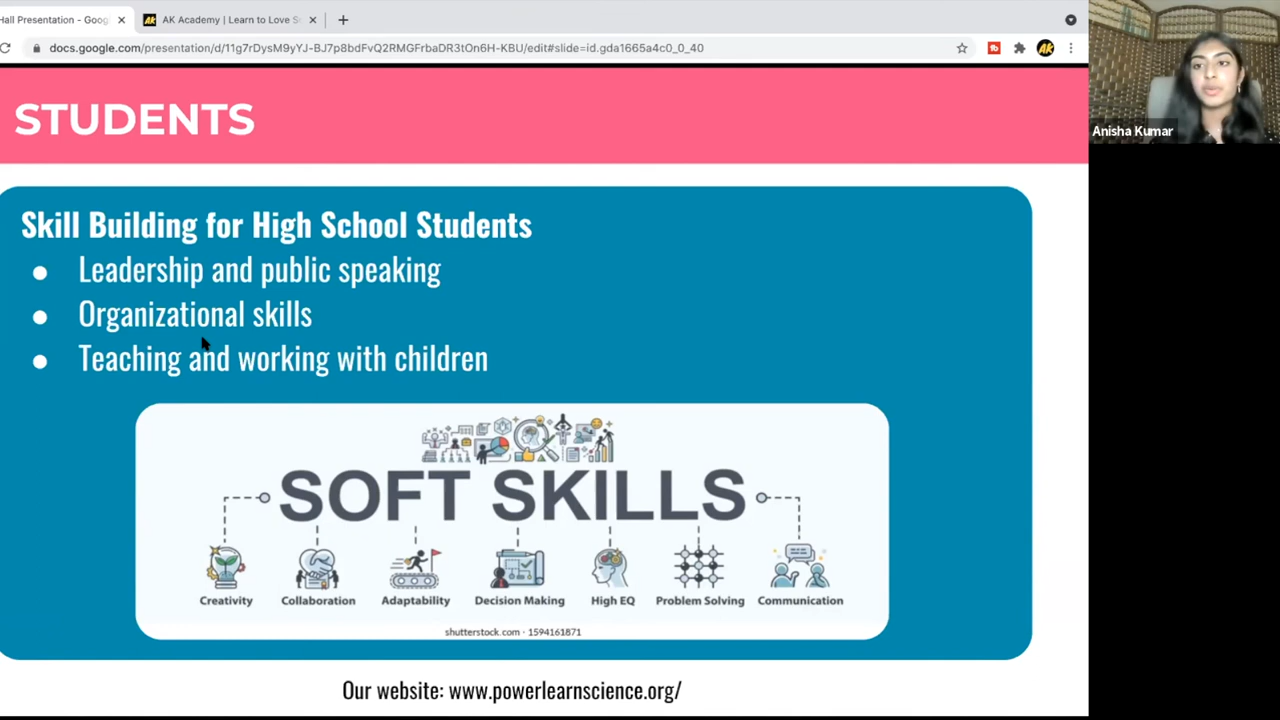 Hall Presentation - Goog
AK Academy | Learn to Love S
docs.google.com/presentation/d/11g7rDysM9yYJ-BJ7p8bdFvQ2RMGFrbaDR3tOn6H-KBU/edit#slide=id.gda1665a4c0_0_40
AK
Anisha Kumar
STUDENTS
Skill Building for High School Students
● Leadership and public speaking
● Organizational skills
● Teaching and working with children
SOFT SKILLS
Creativity Collaboration Adaptability Decision Making High EQ Problem Solving Communication
shutterstock.com · 1594161871
Our website: www.powerlearnscience.org/